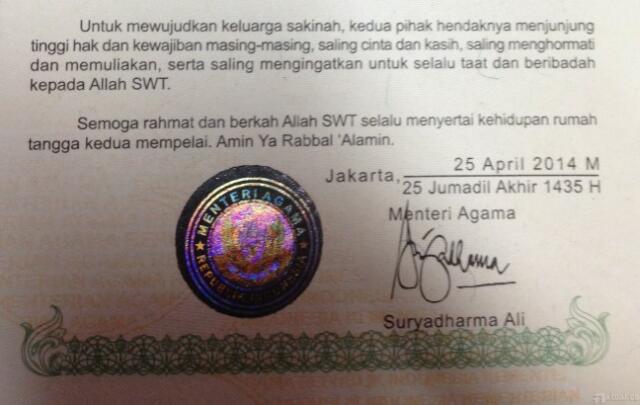 Untuk mewujudkan keluarga sakinah, kedua pihak hendaknya menjunjung
tinggi hak dan kewajiban masing-masing, saling cinta dan kasih, saling menghormati
dan memuliakan, serta saling mengingatkan untuk selalu taat dan beribadah
kepada Allah SWT.
Semoga rahmat dan berkah Allah SWT selalu menyertai kehidupan rumah
tangga kedua mempelai. Amin Ya Rabbal 'Alamin.
Jakarta, 25 April 2014 M
25 Jumadil Akhir 1435 H
MENTERI AGAMA
REPUBLIK INDONESIA
Menteri Agama
Suryadharma Ali